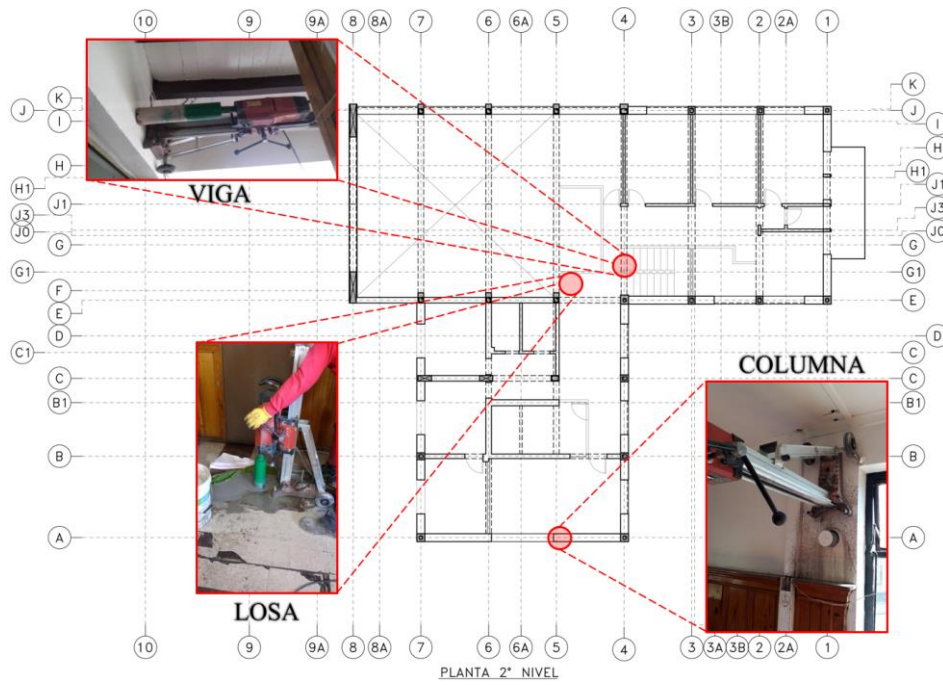 10 9 9A 8 8A 7 6 6A 5 4 3 3B 2 2A 1
K K
J J
I I
H H
VIGA
H1 H1
J1 J1
J3 J3
J0 J0
G G
G1 G1
F
E E
D D
C1 C
COLUMNA
C C
B1 B1
B B
A A
LOSA
10 9 9A 8 8A 7 6 6A 5 4 3 3A 3B 2 2A 1
PLANTA 2° NIVEL